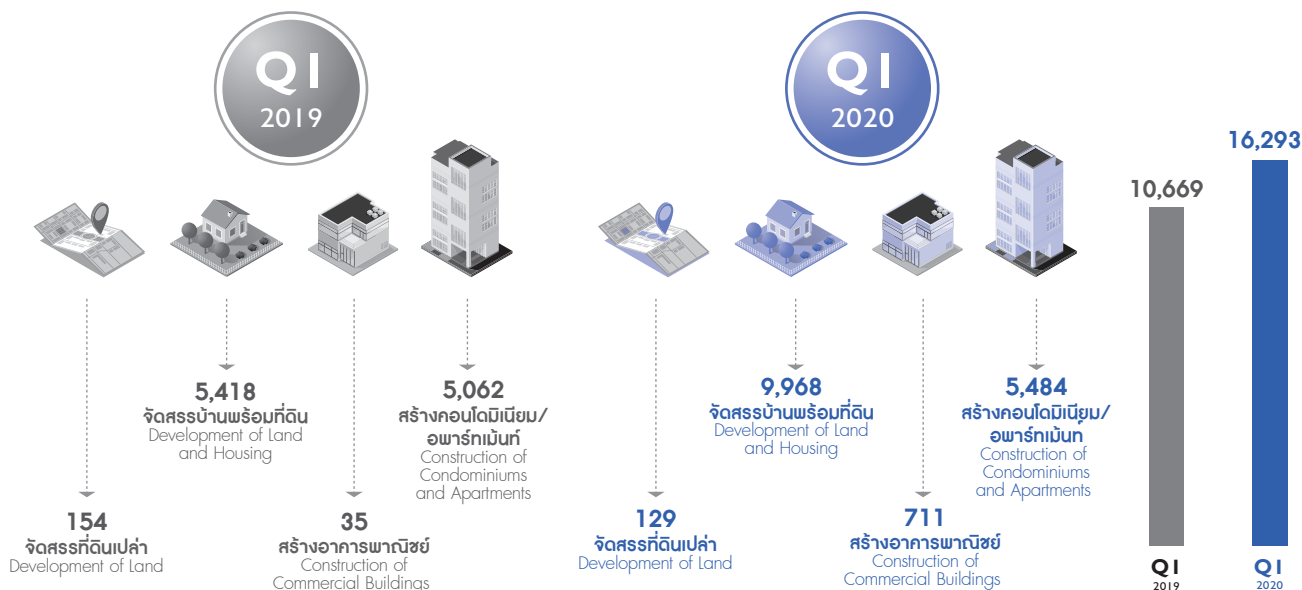 Q1
2019
5,418
จัดสรรบ้านพร้อมที่ดิน
Development of Land
and Housing
5,062
สร้างคอนโดมิเนียม/
อพาร์ทเม้นท์
Construction of
Condominiums
and Apartments
154
จัดสรรที่ดินเปล่า
Development of Land
35
สร้างอาคารพาณิชย์
Construction of
Commercial Buildings
Q1
2020
9,968
จัดสรรบ้านพร้อมที่ดิน
Development of Land
and Housing
5,484
สร้างคอนโดมิเนียม/
อพาร์ทเม้นท์
Construction of
Condominiums
and Apartments
129
จัดสรรที่ดินเปล่า
Development of Land
711
สร้างอาคารพาณิชย์
Construction of
Commercial Buildings
10,669
16,293
Q1
2019
Q1
2020